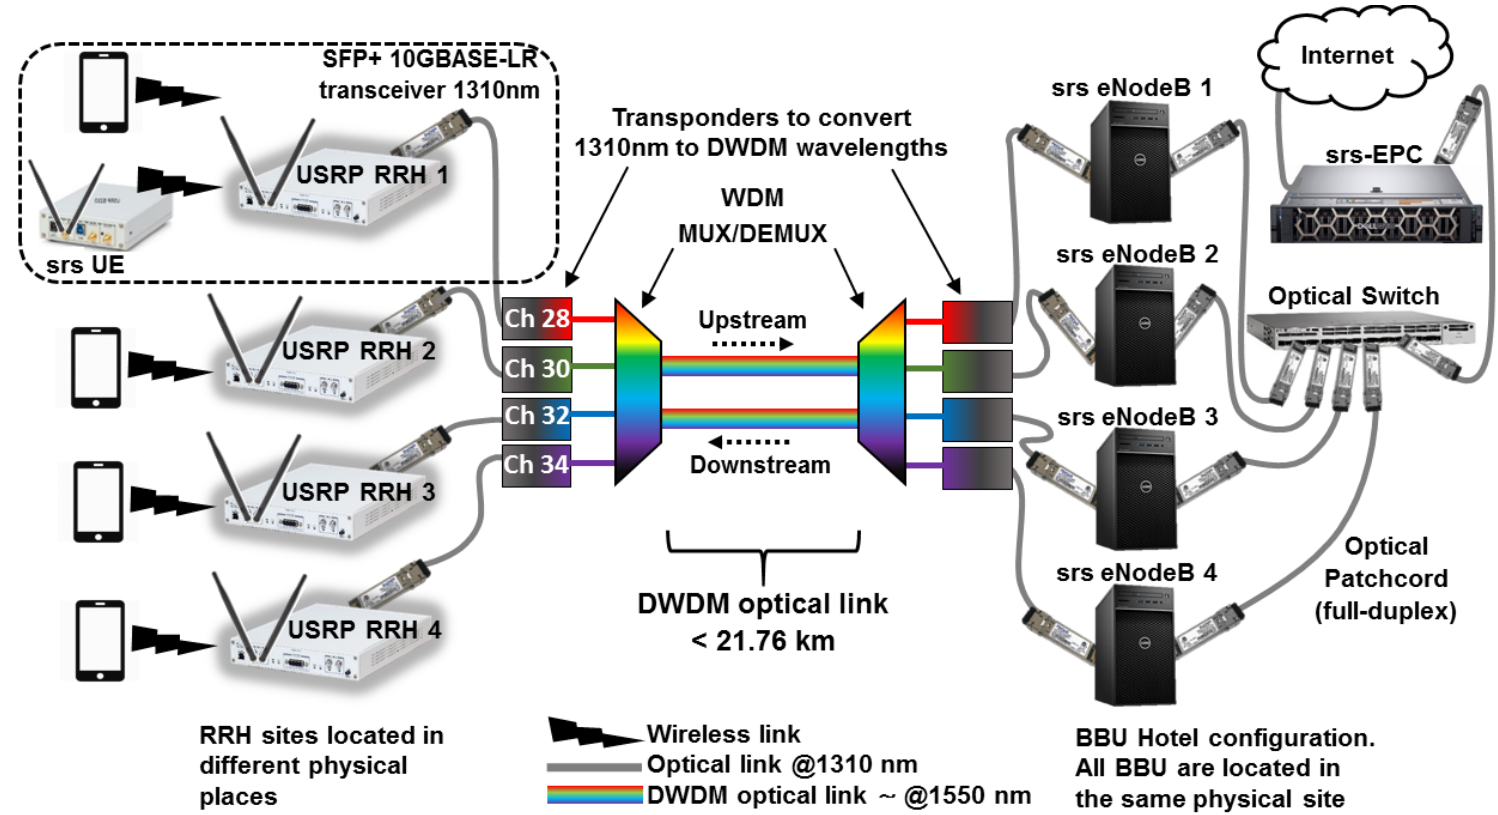 SFP+ 10GBASE-LR
transceiver 1310nm
USRP RRH 1
srs UE
USRP RRH 2
USRP RRH 3
USRP RRH 4
RRH sites located in
different physical
places
Transponders to convert
1310nm to DWDM wavelengths
WDM
MUX/DEMUX
Ch 28
Ch 30
Ch 32
Ch 34
Upstream
Downstream
DWDM optical link
< 21.76 km
Wireless link
Optical link @1310 nm
DWDM optical link ~ @1550 nm
srs eNodeB 1
srs eNodeB 2
srs eNodeB 3
srs eNodeB 4
Internet
srs-EPC
Optical Switch
Optical
Patchcord
(full-duplex)
BBU Hotel configuration.
All BBU are located in
the same physical site